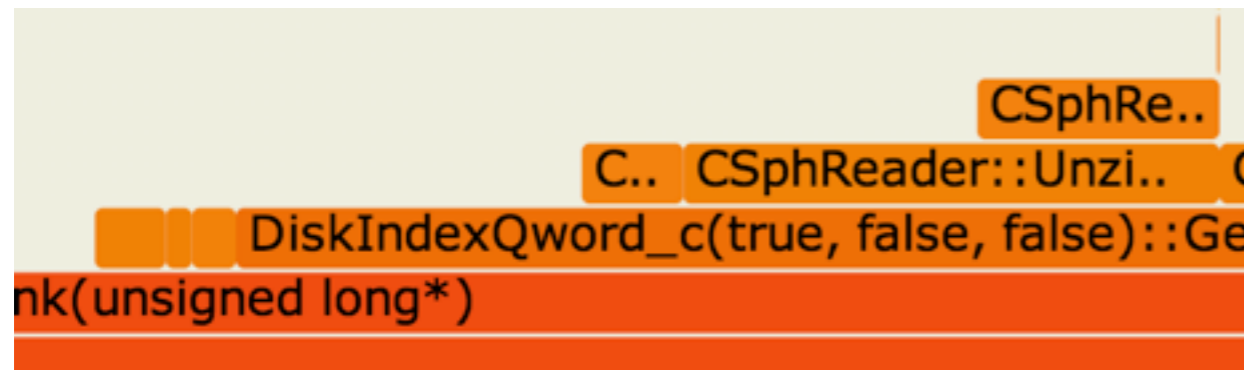 CSphRe..
C.. CSphReader::Unzi.. C
DiskIndexQword_c(true, false, false)::Ge
nk(unsigned long*)